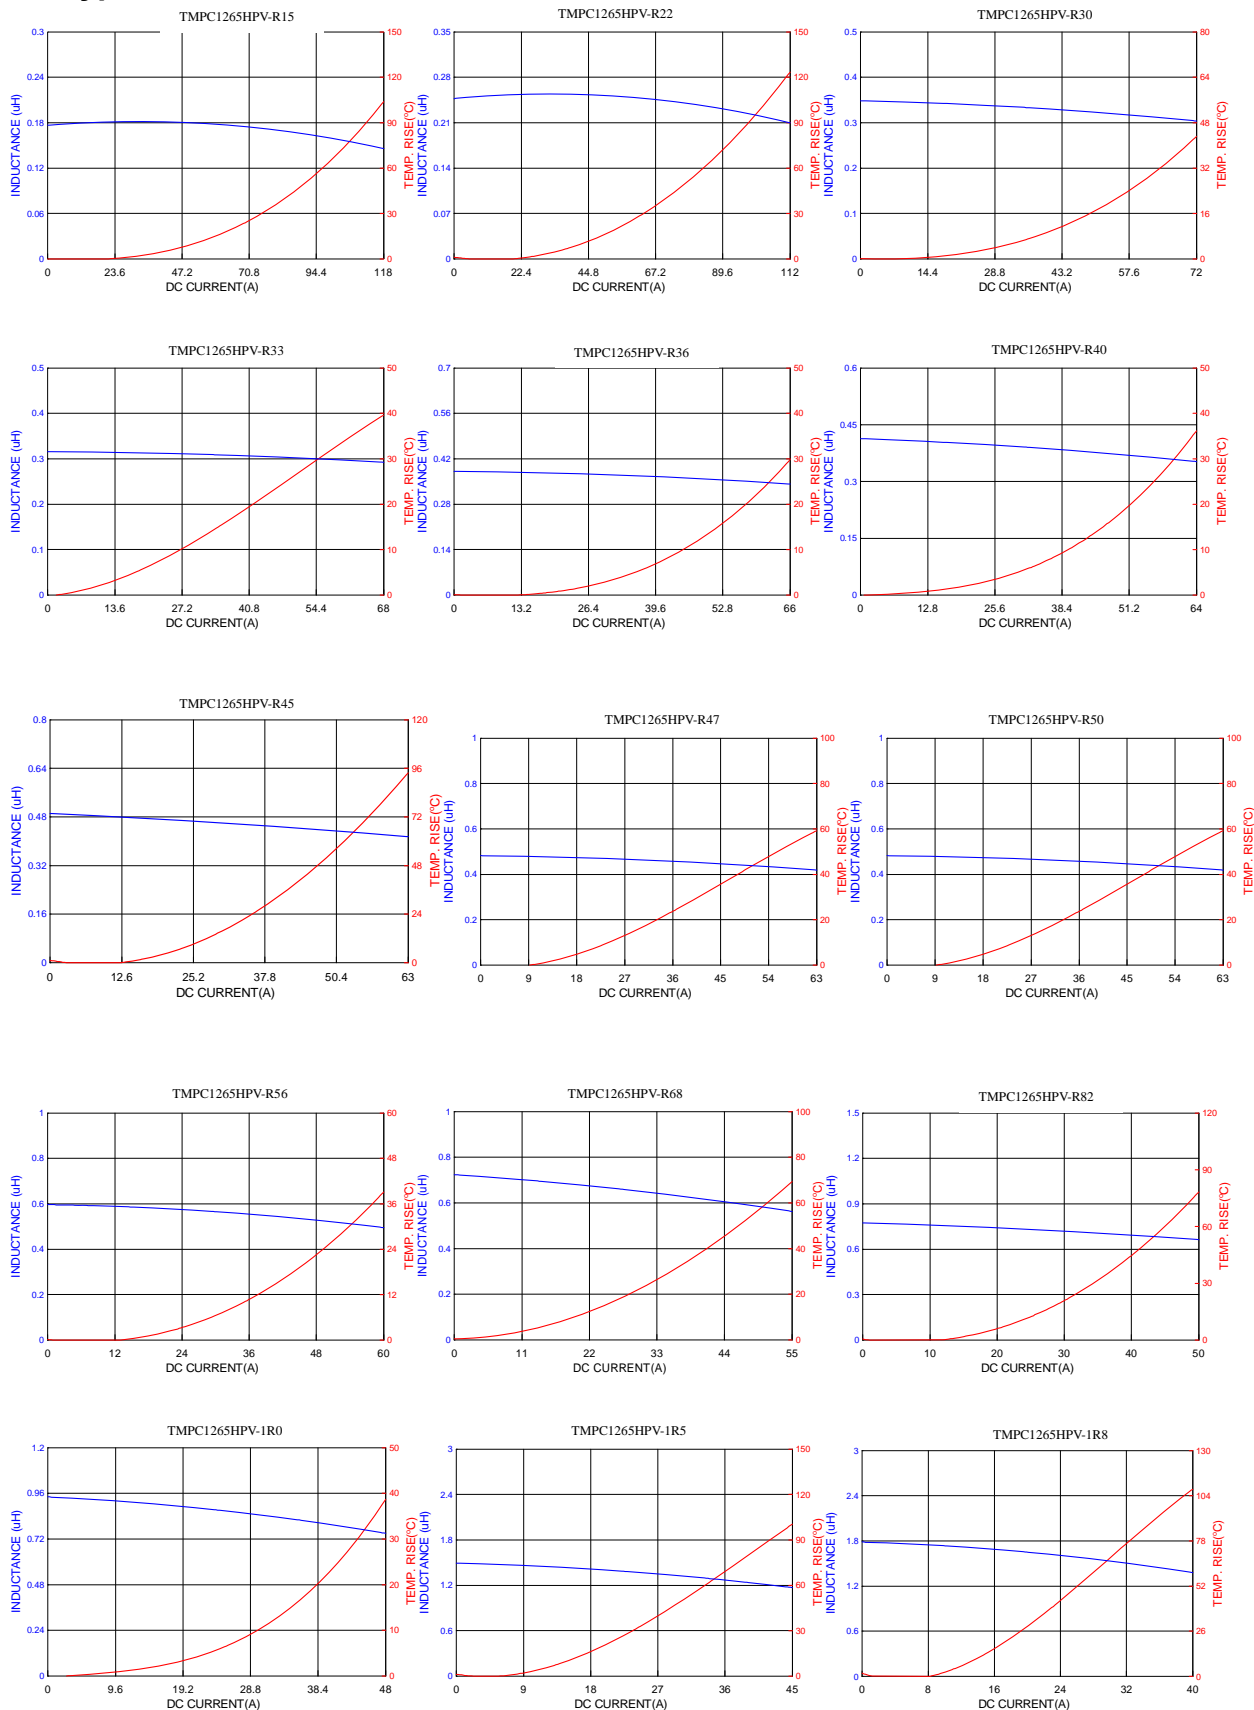 TMPC1265HPV-R15
0.3
0.24
0.18
0.12
0.06
0
150
120
90
60
30
0
INDUCTANCE (uH)
TEMP. RISE(℃)
0 23.6 47.2 70.8 94.4 118
DC CURRENT(A)
TMPC1265HPV-R22
0.35
0.28
0.21
0.14
0.07
0
150
120
90
60
30
0
INDUCTANCE (uH)
TEMP. RISE(℃)
0 22.4 44.8 67.2 89.6 112
DC CURRENT(A)
TMPC1265HPV-R30
0.5
0.4
0.3
0.2
0.1
0
80
64
48
32
16
0
INDUCTANCE (uH)
TEMP. RISE(℃)
0 14.4 28.8 43.2 57.6 72
DC CURRENT(A)
TMPC1265HPV-R33
0.5
0.4
0.3
0.2
0.1
0
50
40
30
20
10
0
INDUCTANCE (uH)
TEMP. RISE(℃)
0 13.6 27.2 40.8 54.4 68
DC CURRENT(A)
TMPC1265HPV-R36
0.7
0.56
0.42
0.28
0.14
0
50
40
30
20
10
0
INDUCTANCE (uH)
TEMP. RISE(℃)
0 13.2 26.4 39.6 52.8 66
DC CURRENT(A)
TMPC1265HPV-R40
0.6
0.45
0.3
0.15
0
50
40
30
20
10
0
INDUCTANCE (uH)
TEMP. RISE(℃)
0 12.8 25.6 38.4 51.2 64
DC CURRENT(A)
TMPC1265HPV-R45
0.8
0.64
0.48
0.32
0.16
0
120
96
72
48
24
0
INDUCTANCE (uH)
TEMP. RISE(℃)
0 12.6 25.2 37.8 50.4 63
DC CURRENT(A)
TMPC1265HPV-R47
1
0.8
0.6
0.4
0.2
0
100
80
60
40
20
0
INDUCTANCE (uH)
TEMP. RISE(℃)
0 9 18 27 36 45 54 63
DC CURRENT(A)
TMPC1265HPV-R50
1
0.8
0.6
0.4
0.2
0
100
80
60
40
20
0
INDUCTANCE (uH)
TEMP. RISE(℃)
0 9 18 27 36 45 54 63
DC CURRENT(A)
TMPC1265HPV-R56
1
0.8
0.6
0.4
0.2
0
60
48
36
24
12
0
INDUCTANCE (uH)
TEMP. RISE(℃)
0 12 24 36 48 60
DC CURRENT(A)
TMPC1265HPV-R68
1
0.8
0.6
0.4
0.2
0
100
80
60
40
20
0
INDUCTANCE (uH)
TEMP. RISE(℃)
0 11 22 33 44 55
DC CURRENT(A)
TMPC1265HPV-R82
1.5
1.2
0.9
0.6
0.3
0
120
90
60
30
0
INDUCTANCE (uH)
TEMP. RISE(℃)
0 10 20 30 40 50
DC CURRENT(A)
TMPC1265HPV-1R0
1.2
0.96
0.72
0.48
0.24
0
50
40
30
20
10
0
INDUCTANCE (uH)
TEMP. RISE(℃)
0 9.6 19.2 28.8 38.4 48
DC CURRENT(A)
TMPC1265HPV-1R5
3
2.4
1.8
1.2
0.6
0
150
120
90
60
30
0
INDUCTANCE (uH)
TEMP. RISE(℃)
0 9 18 27 36 45
DC CURRENT(A)
TMPC1265HPV-1R8
3
2.4
1.8
1.2
0.6
0
130
104
78
52
26
0
INDUCTANCE (uH)
TEMP. RISE(℃)
0 8 16 24 32 40
DC CURRENT(A)